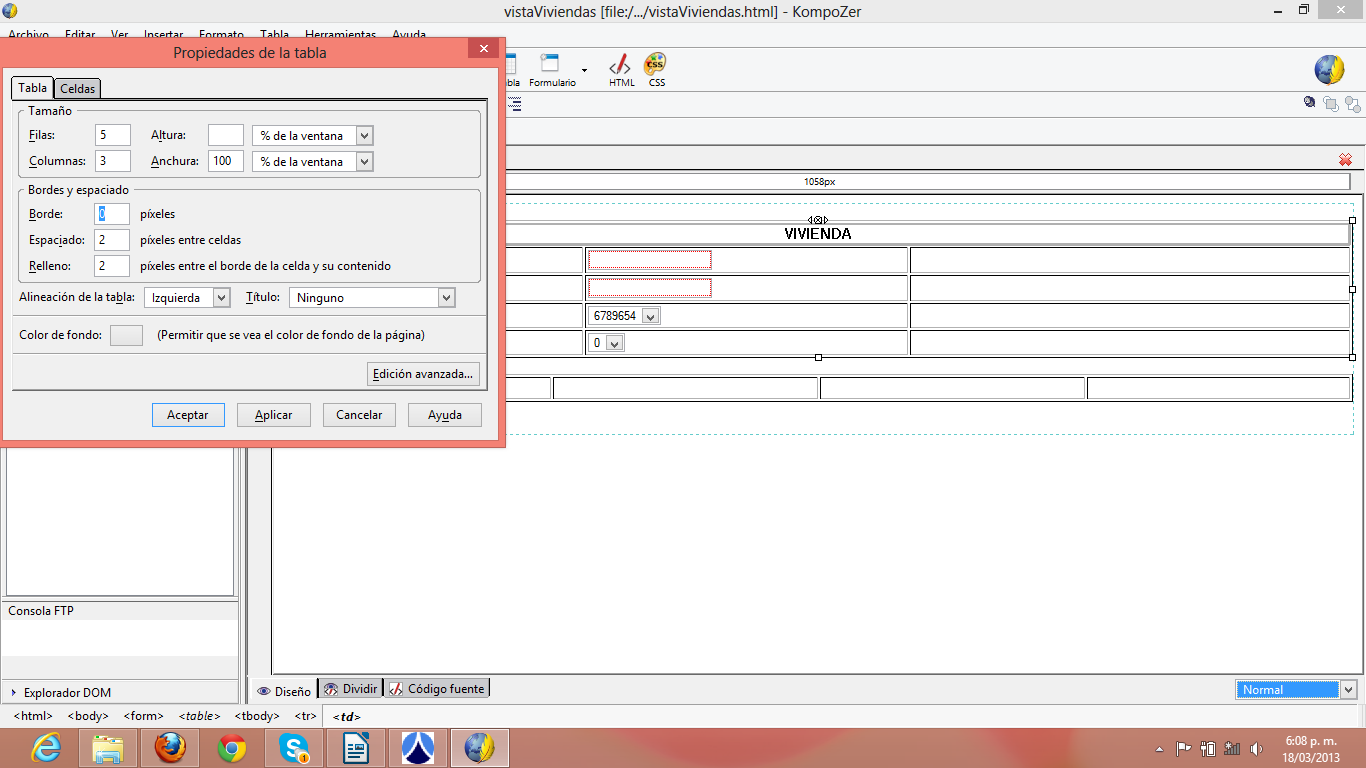 vistaViviendas [file:/.../vistaViviendas.html] - KompoZer
Archivo Editar Ver Insertar Formato Tabla Herramientas Ayuda
Propiedades de la tabla
Tabla Celdas
Tamaño
Filas: 5 Altura: % de la ventana
Columnas: 3 Anchura: 100 % de la ventana
Bordes y espaciado
Borde: 0 píxeles
Espaciado: 2 píxeles entre celdas
Relleno: 2 píxeles entre el borde de la celda y su contenido
Alineación de la tabla: Izquierda Título: Ninguno
Color de fondo: (Permitir que se vea el color de fondo de la página)
Edición avanzada...
Aceptar Aplicar Cancelar Ayuda
bla Formulario HTML CSS
1058px
VIVIENDA
6789654
0
Consola FTP
Explorador DOM
Diseño Dividir Código fuente
Normal
<html> <body> <form> <table> <tbody> <tr> <td>
1
6:08 p. m.
18/03/2013